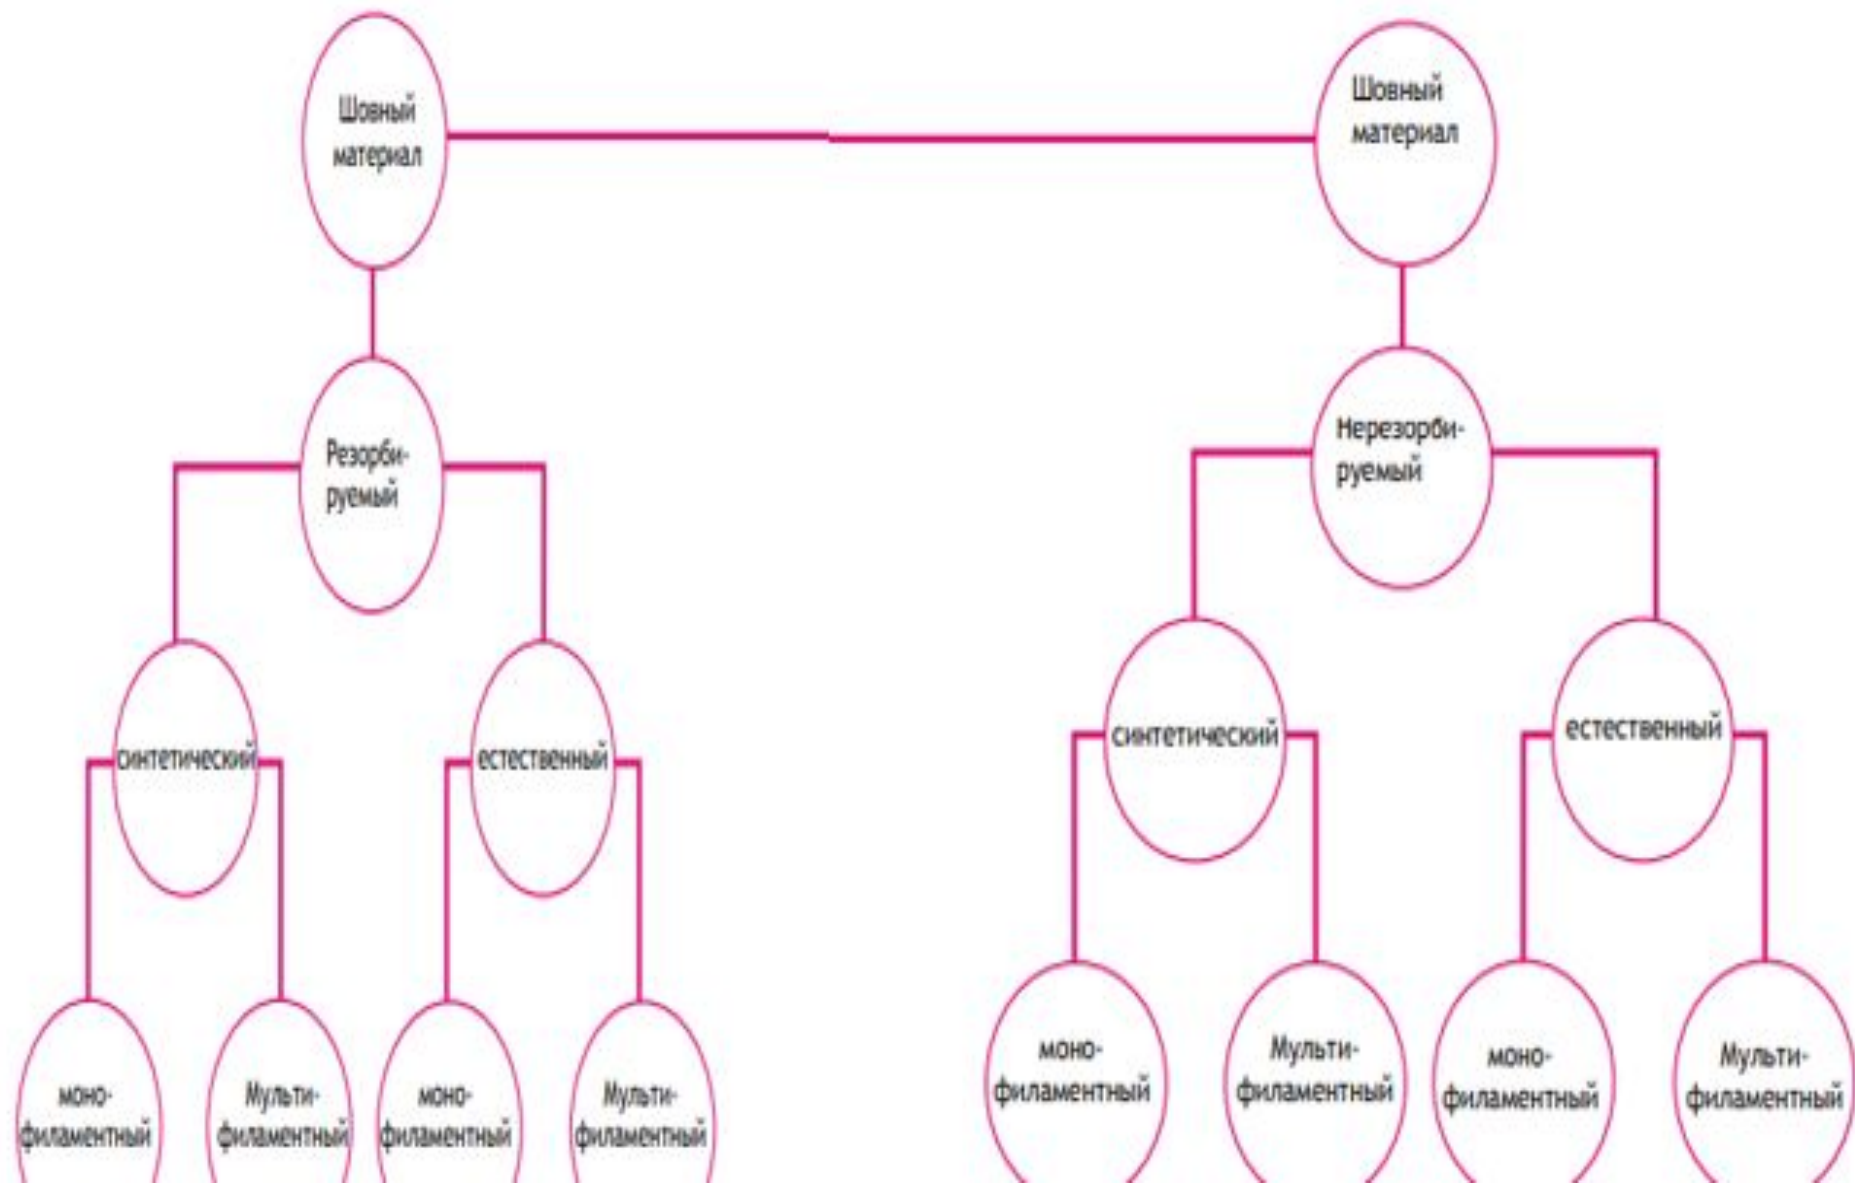 Шовный
материал
Шовный
материал
Резорби-
руемый
Нерезорби-
руемый
синтетический
естественный
синтетический
естественный
моно-
филаментный
Мульти-
филаментный
моно-
филаментный
Мульти-
филаментный
моно-
филаментный
Мульти-
филаментный
моно-
филаментный
Мульти-
филаментный